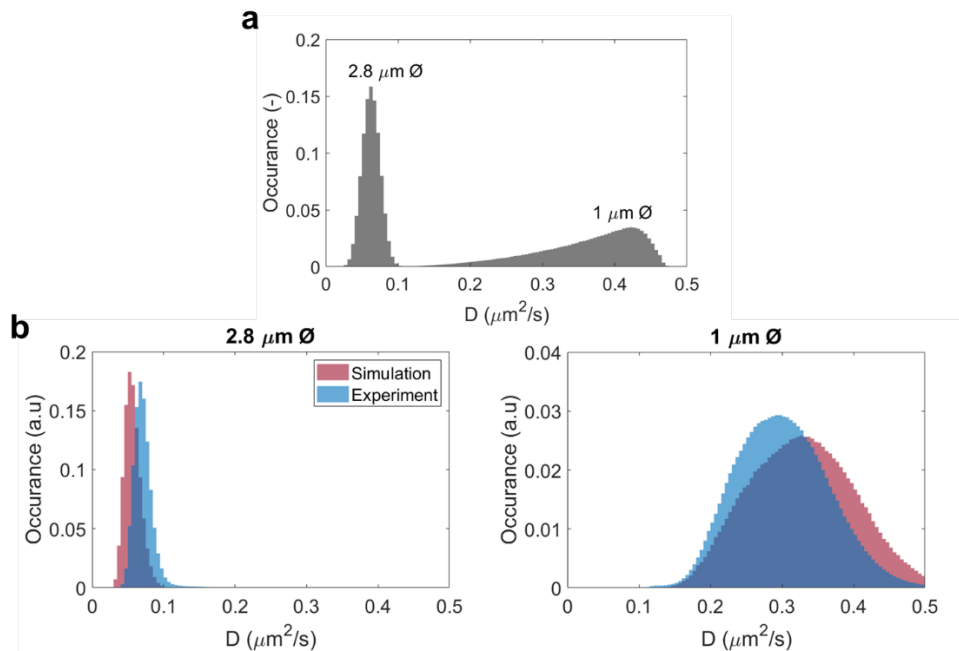 a
0.2
0.15
0.1
0.05
0
Occurance (-)
2.8 μm Ø
1 μm Ø
0 0.1 0.2 0.3 0.4 0.5
D (μm²/s)
b
2.8 μm Ø
0.2
0.15
0.1
0.05
0
Occurance (a.u)
Simulation
Experiment
0 0.1 0.2 0.3 0.4 0.5
D (μm²/s)
1 μm Ø
0.04
0.03
0.02
0.01
0
Occurance (a.u)
0 0.1 0.2 0.3 0.4 0.5
D (μm²/s)